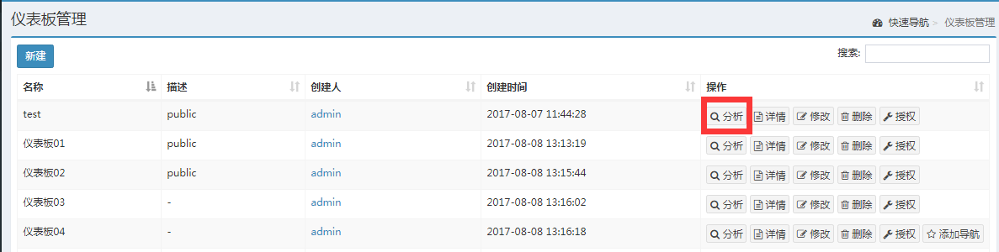 仪表板管理
快速导航 > 仪表板管理
新建
搜索:
名称 描述 创建人 创建时间 操作
test public admin 2017-08-07 11:44:28 分析 详情 修改 删除 授权
仪表板01 public admin 2017-08-08 13:13:19 分析 详情 修改 删除 授权
仪表板02 public admin 2017-08-08 13:15:44 分析 详情 修改 删除 授权
仪表板03 - admin 2017-08-08 13:16:02 分析 详情 修改 删除 授权
仪表板04 - admin 2017-08-08 13:16:18 分析 详情 修改 删除 授权 添加导航